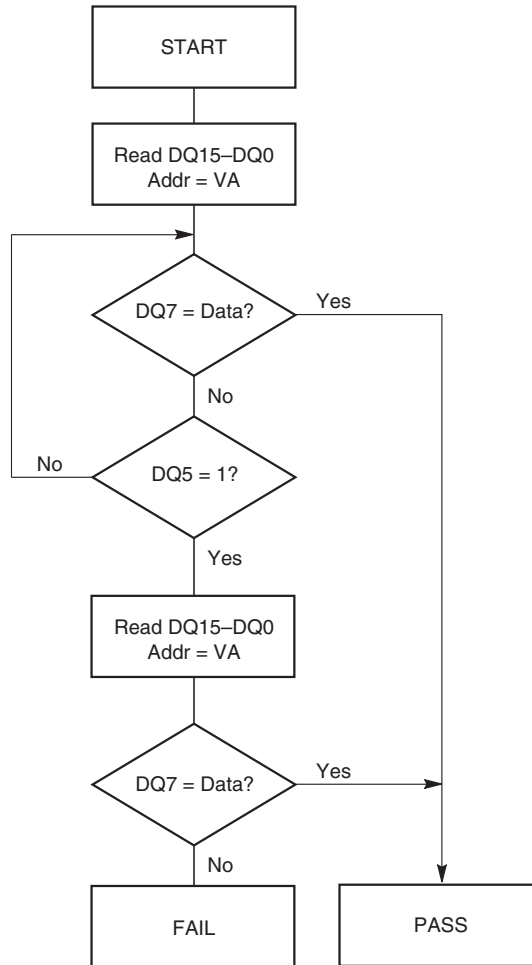 START
Read DQ15–DQ0
Addr = VA
DQ7 = Data?
Yes
No
No
DQ5 = 1?
Yes
Read DQ15–DQ0
Addr = VA
DQ7 = Data?
Yes
No
FAIL
PASS